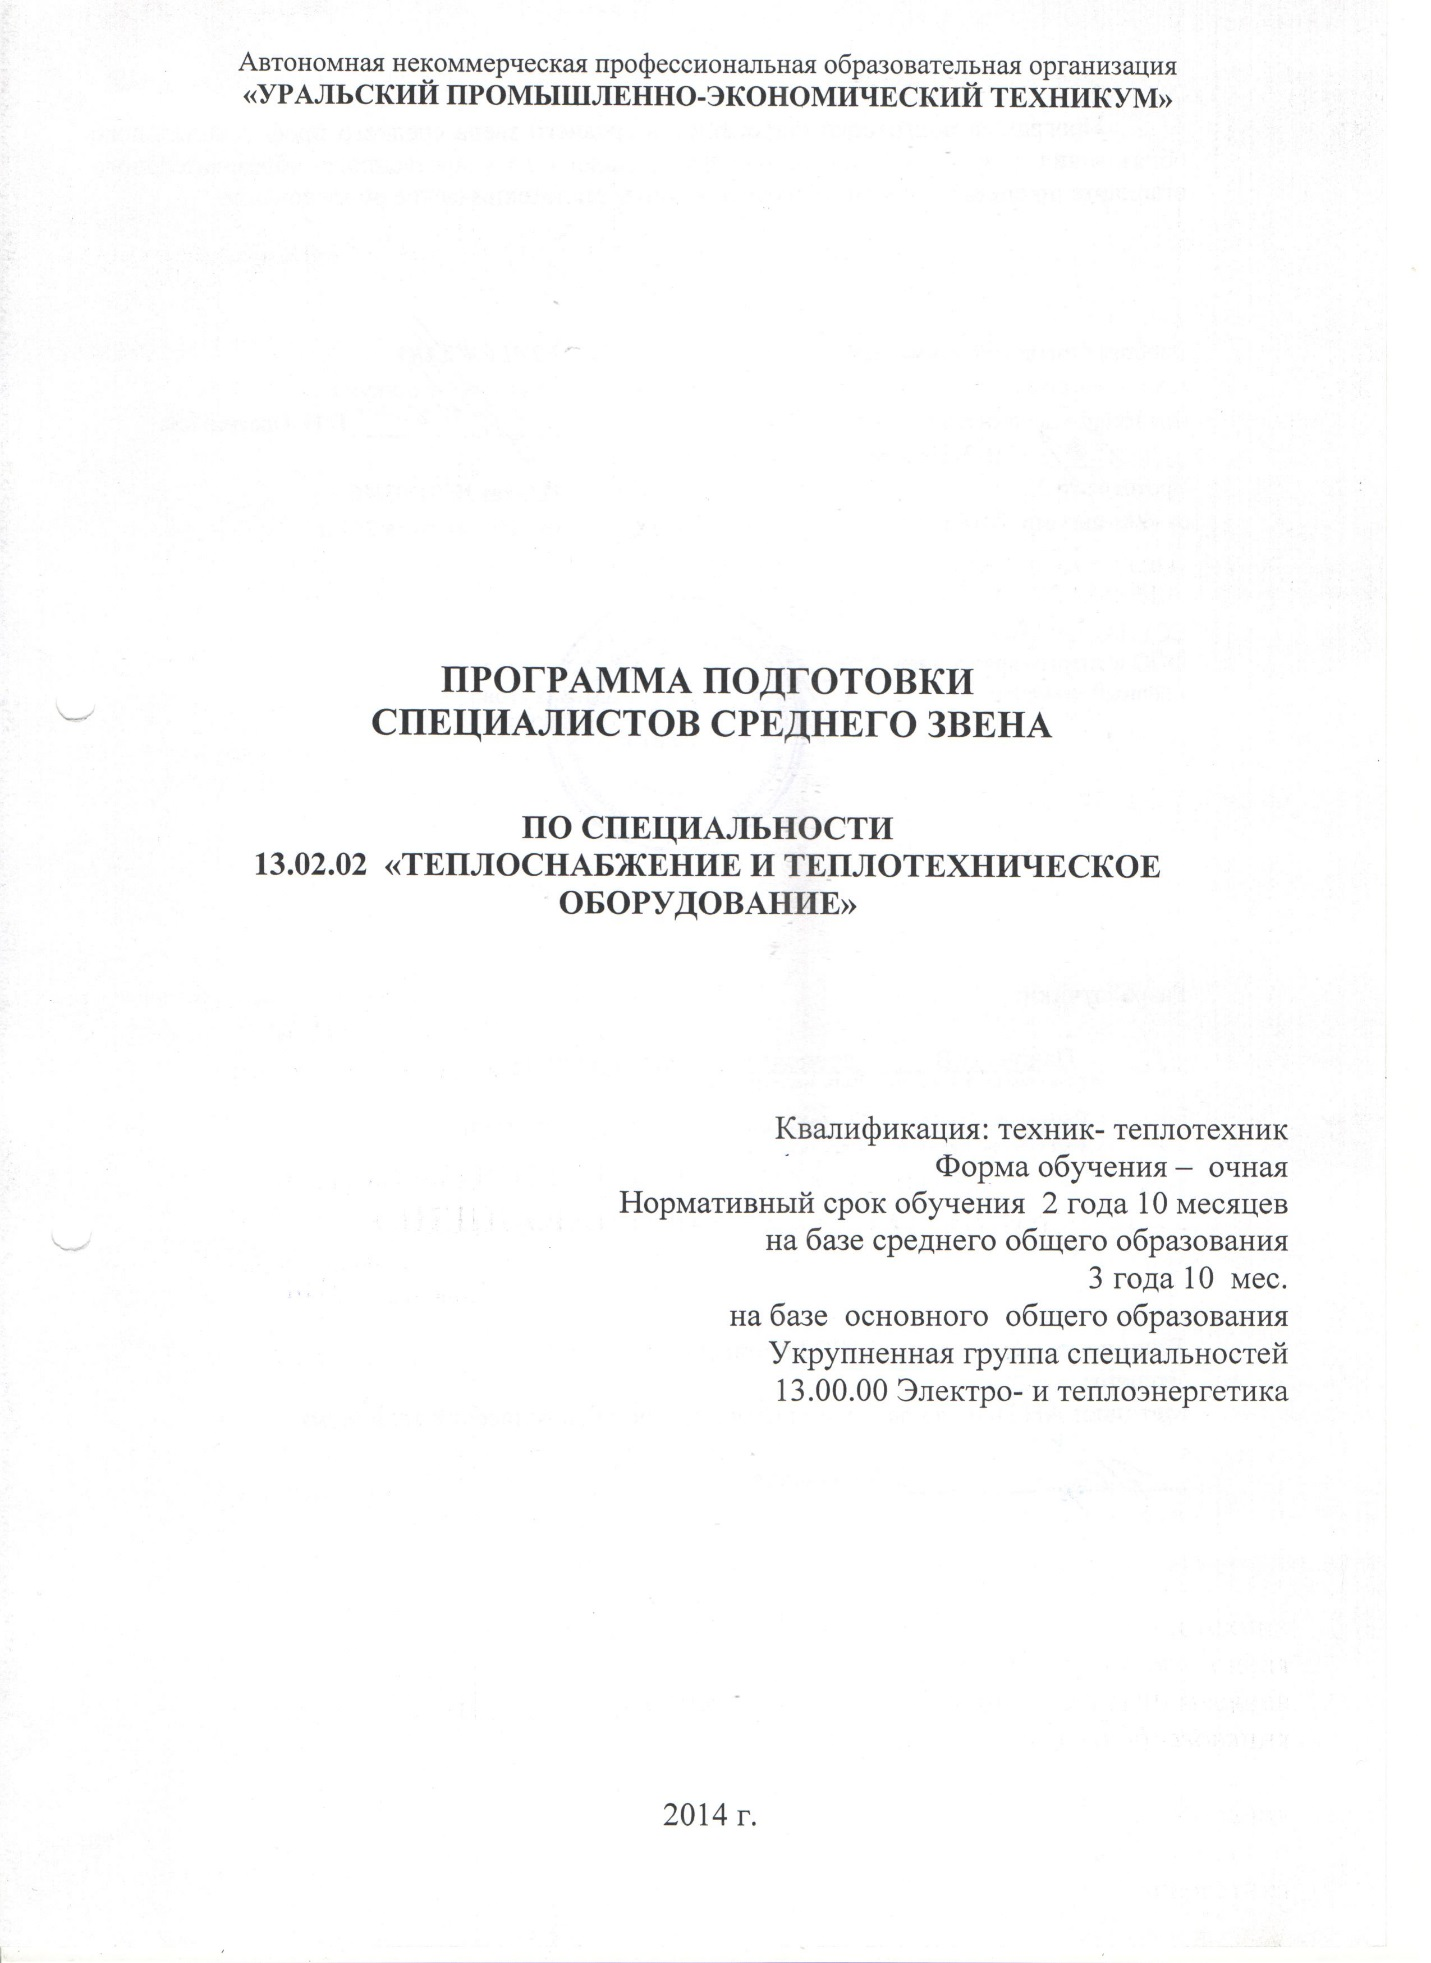 Автономная некоммерческая профессиональная образовательная организация
«УРАЛЬСКИЙ ПРОМЫШЛЕННО-ЭКОНОМИЧЕСКИЙ ТЕХНИКУМ»
ПРОГРАММА ПОДГОТОВКИ
СПЕЦИАЛИСТОВ СРЕДНЕГО ЗВЕНА
ПО СПЕЦИАЛЬНОСТИ
13.02.02 «ТЕПЛОСНАБЖЕНИЕ И ТЕПЛОТЕХНИЧЕСКОЕ
ОБОРУДОВАНИЕ»
Квалификация: техник- теплотехник
Форма обучения – очная
Нормативный срок обучения 2 года 10 месяцев
на базе среднего общего образования
3 года 10 мес.
на базе основного общего образования
Укрупненная группа специальностей
13.00.00 Электро- и теплоэнергетика
2014 г.